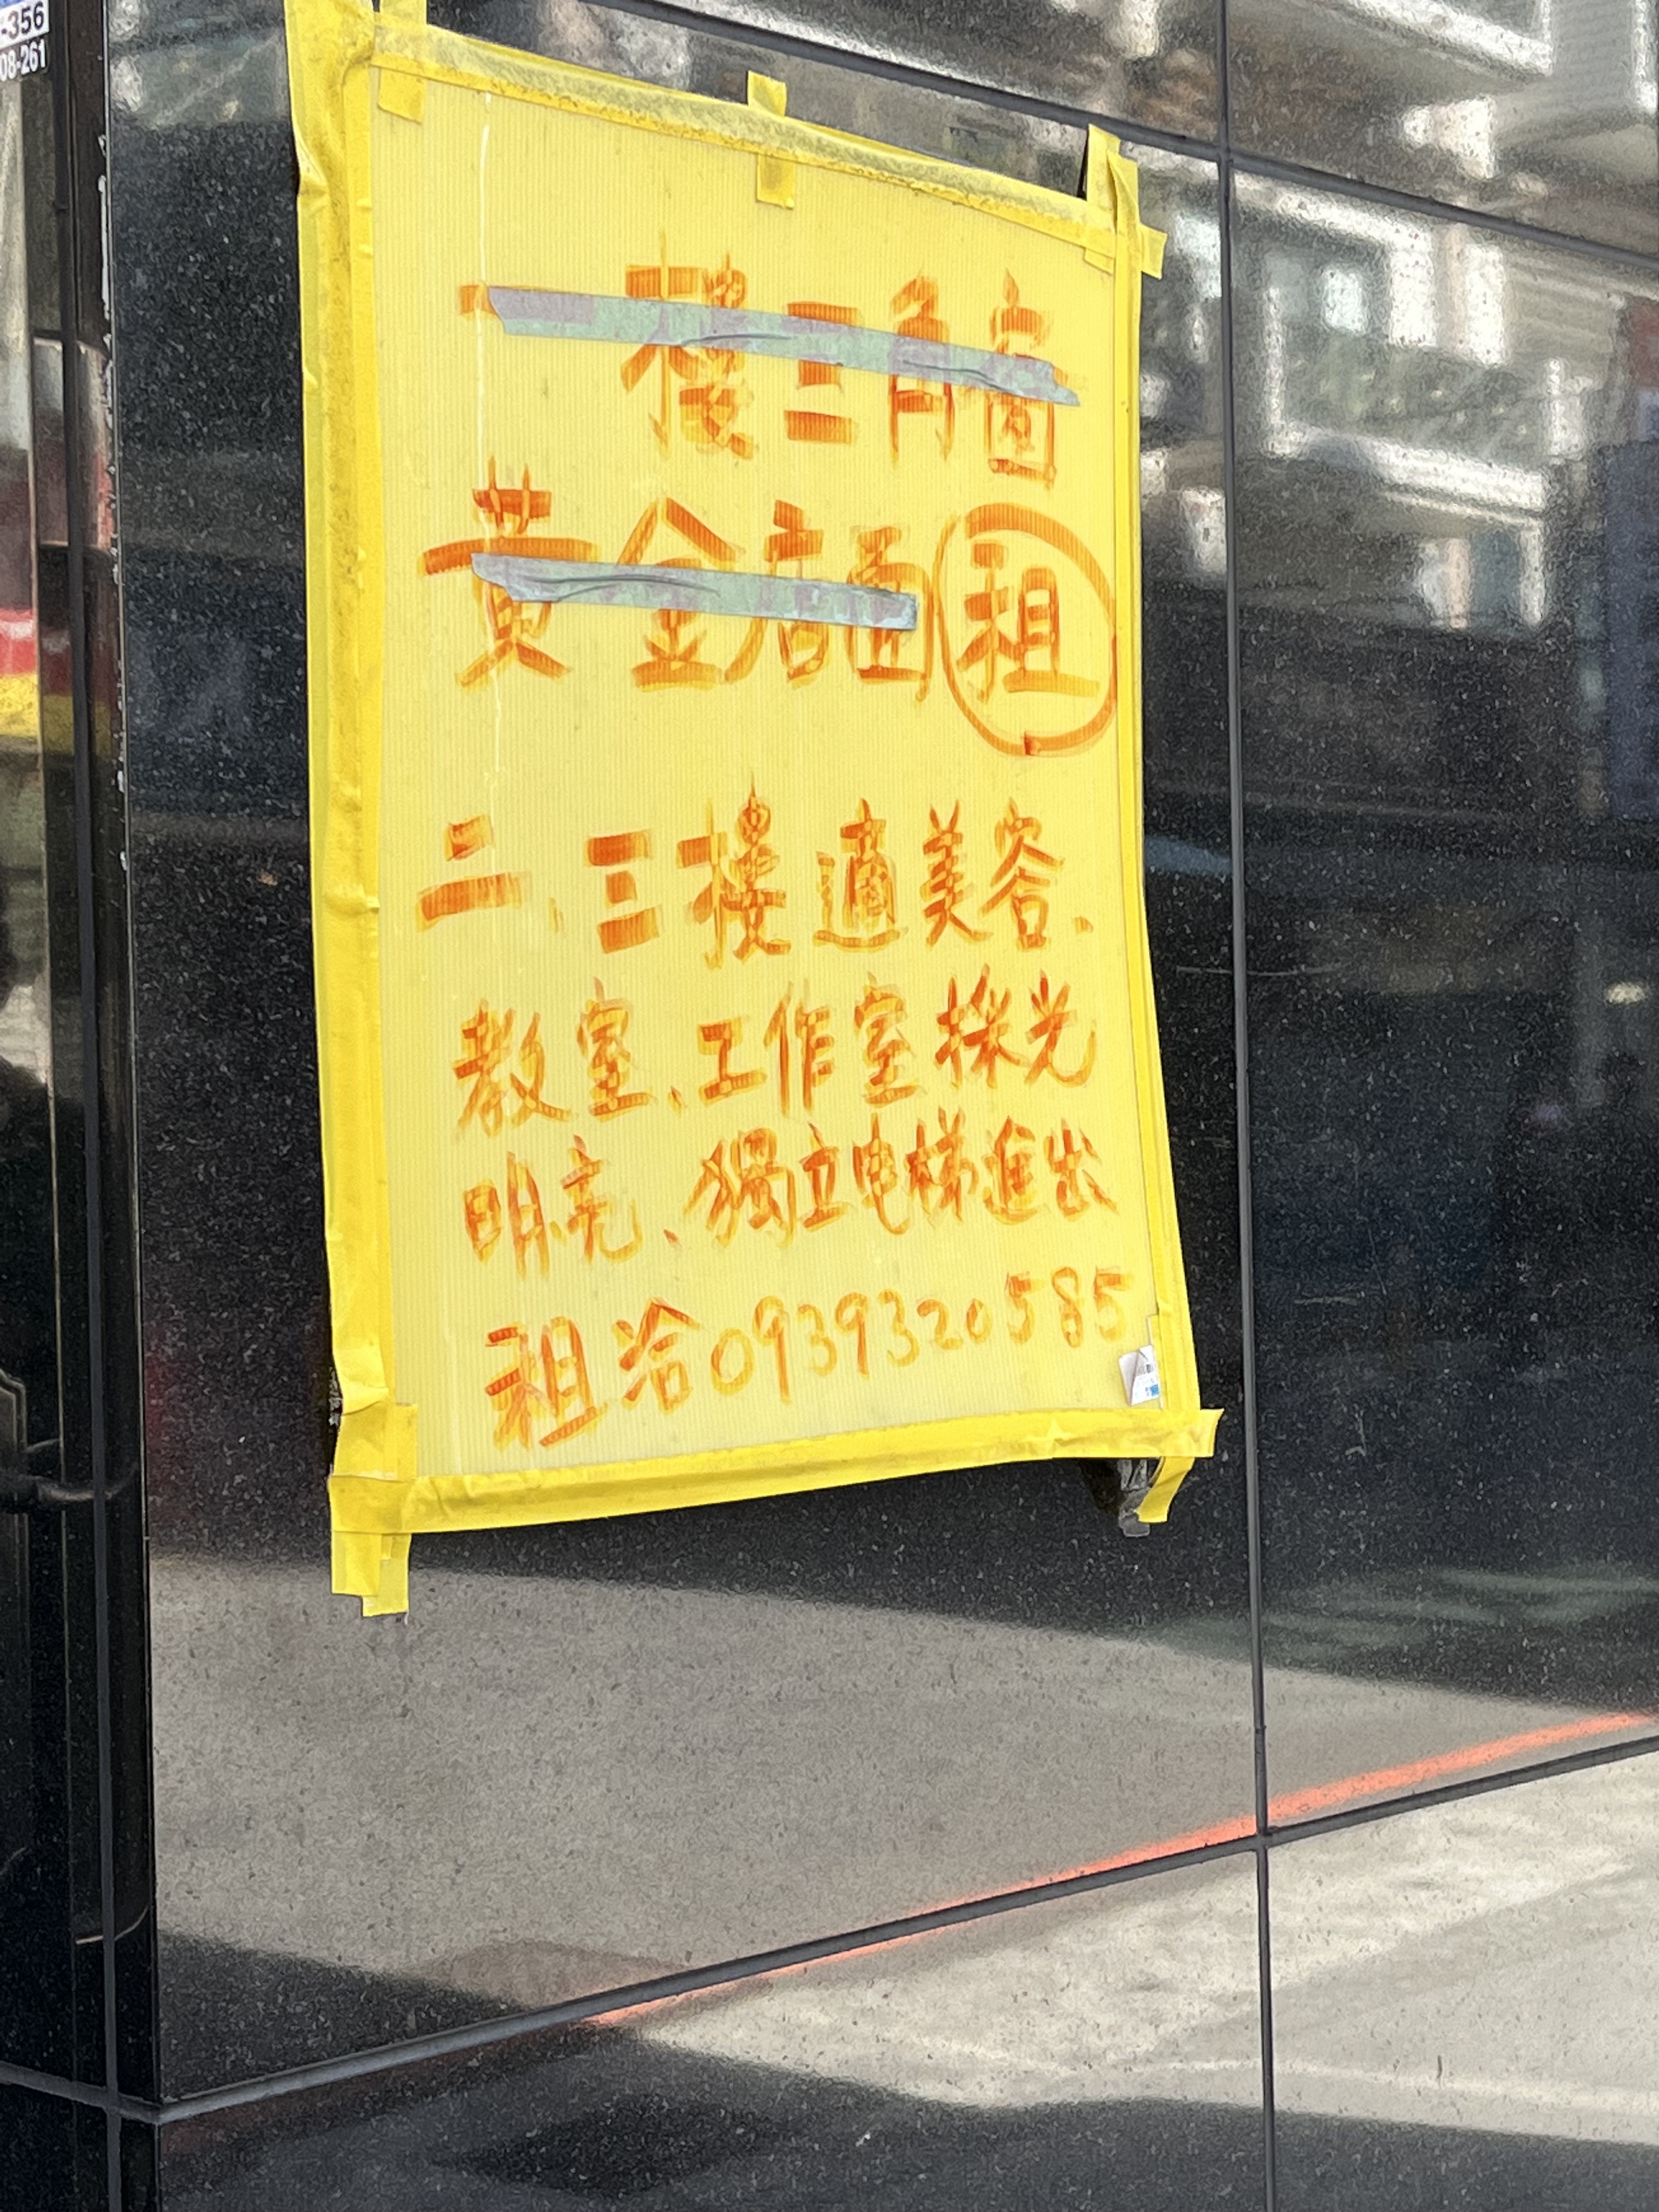 -356
08-261
一樓三角窗
黃金店面租
二、三樓適美容、
教室、工作室採光
明亮、獨立电梯進出
租洽0939320585